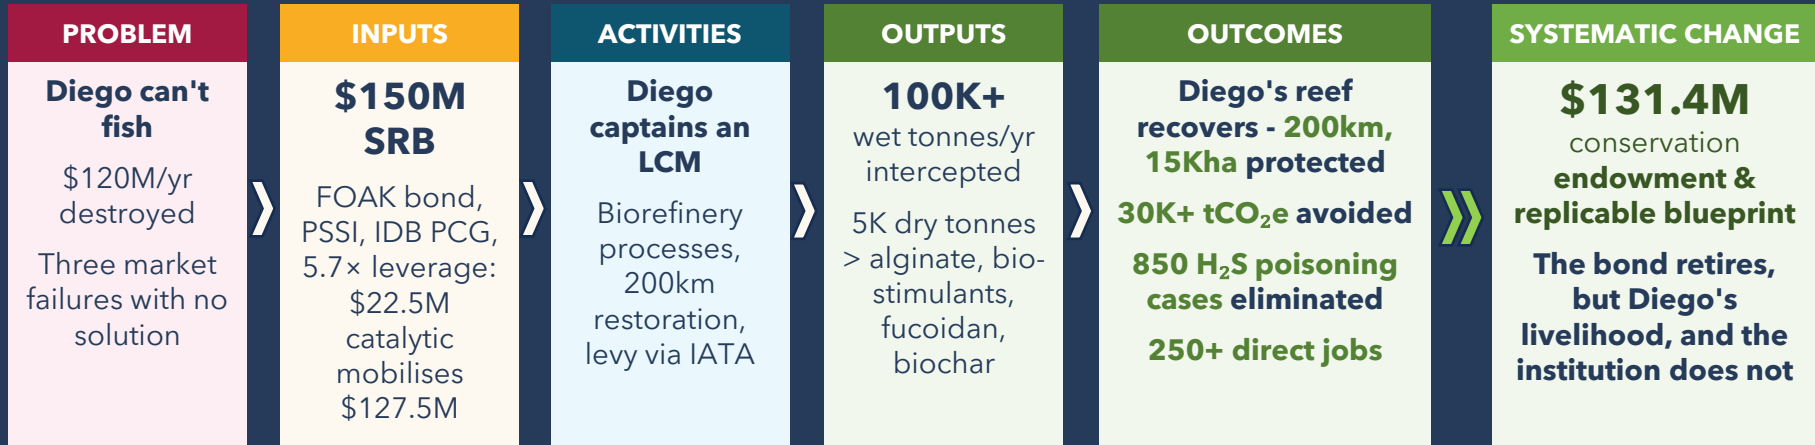 PROBLEM
Diego can't
fish
$120M/yr
destroyed
Three market
failures with no
solution
INPUTS
$150M
SRB
FOAK bond,
PSSI, IDB PCG,
5.7× leverage:
$22.5M
catalytic
mobilises
$127.5M
ACTIVITIES
Diego
captains an
LCM
Biorefinery
processes,
200km
restoration,
levy via IATA
OUTPUTS
100K+
wet tonnes/yr
intercepted
5K dry tonnes
> alginate, bio-
stimulants,
fucoidan,
biochar
OUTCOMES
Diego's reef
recovers - 200km,
15Kha protected
30K+ tCO₂e avoided
850 H₂S poisoning
cases eliminated
250+ direct jobs
SYSTEMATIC CHANGE
$131.4M
conservation
endowment &
replicable blueprint
The bond retires,
but Diego's
livelihood, and the
institution does not